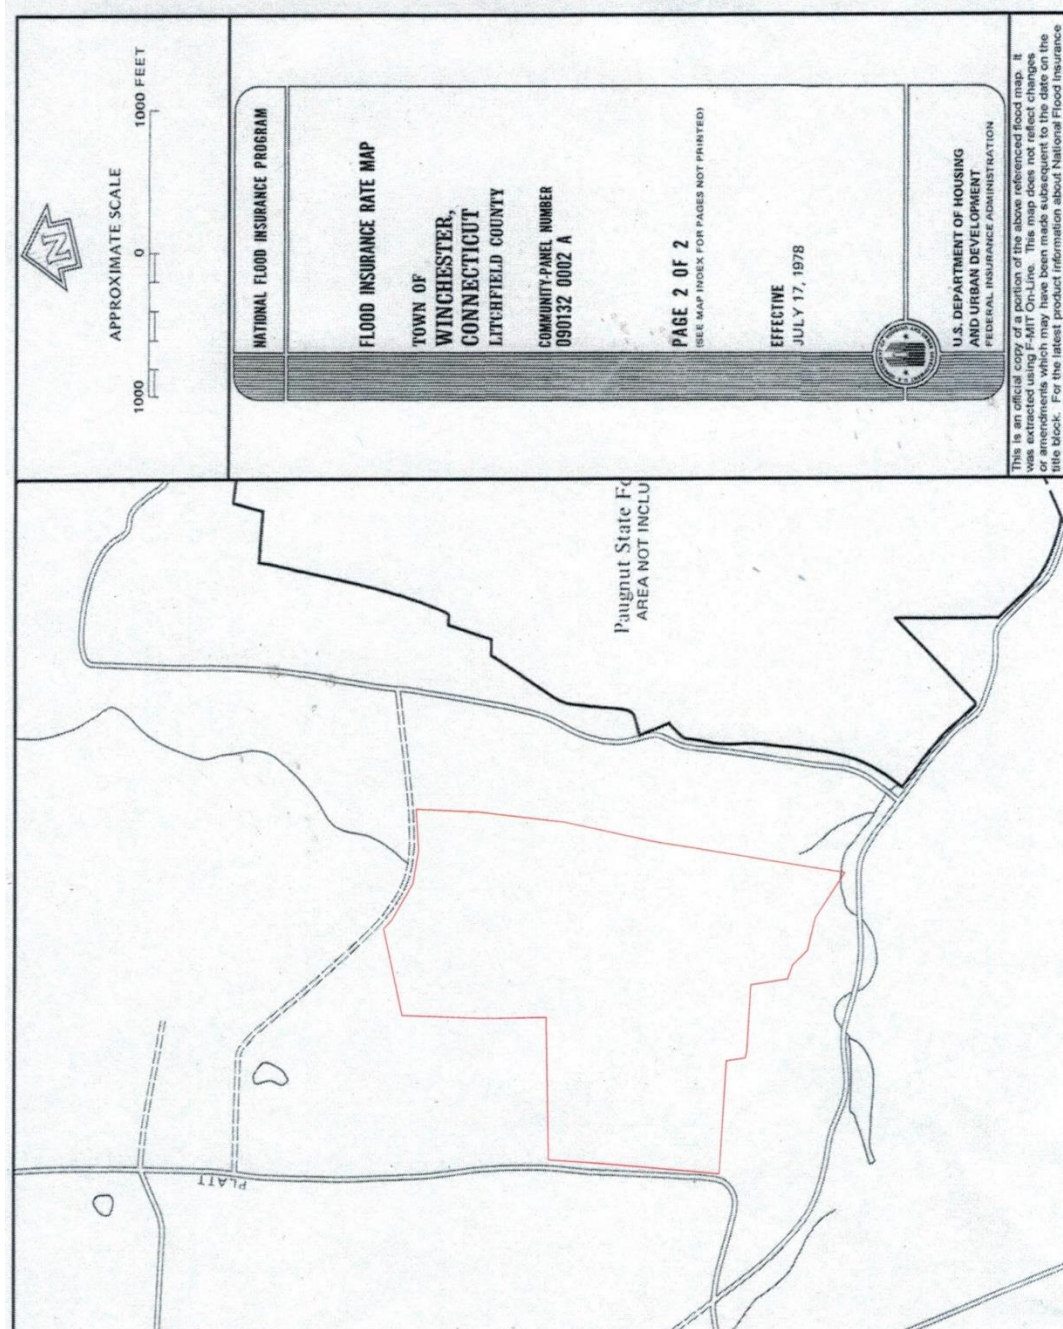 APPROXIMATE SCALE
1000 0 1000 FEET
N
NATIONAL FLOOD INSURANCE PROGRAM
FLOOD INSURANCE RATE MAP
TOWN OF
WINCHESTER,
CONNECTICUT
LITCHFIELD COUNTY
COMMUNITY-PANEL NUMBER
090132 0002 A
PAGE 2 OF 2
(SEE MAP INDEX FOR PAGES NOT PRINTED)
EFFECTIVE
JULY 17, 1978
U.S. DEPARTMENT OF HOUSING
AND URBAN DEVELOPMENT
FEDERAL INSURANCE ADMINISTRATION
This is an official copy of a portion of the above referenced flood map. It
was extracted using F-MIT On-Line. This map does not reflect changes
or amendments which may have been made subsequent to the date on the
title block. For the latest product information about National Flood Insurance
Paugnut State Fo
AREA NOT INCLU
PLATT